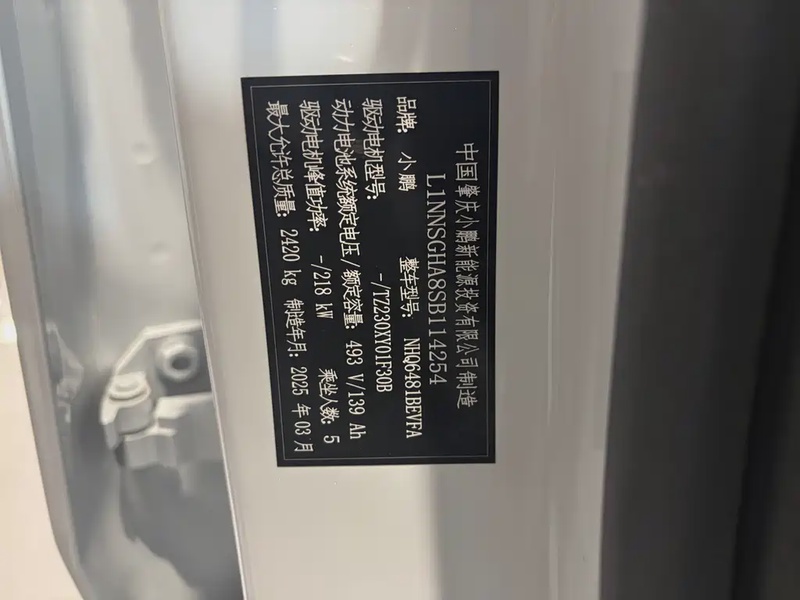 中国肇庆小鹏新能源投资有限公司制造
L1NNSGHA8SB114254
品牌: 小鹏 整车型号: NHQ6481BEVFA
驱动电机型号: -/TZ230XY01F30B
动力电池系统额定电压/额定容量: 493 V/139 Ah
驱动电机峰值功率: -/218 kW 乘坐人数: 5
最大允许总质量: 2420 kg 制造年月: 2025 年 03 月